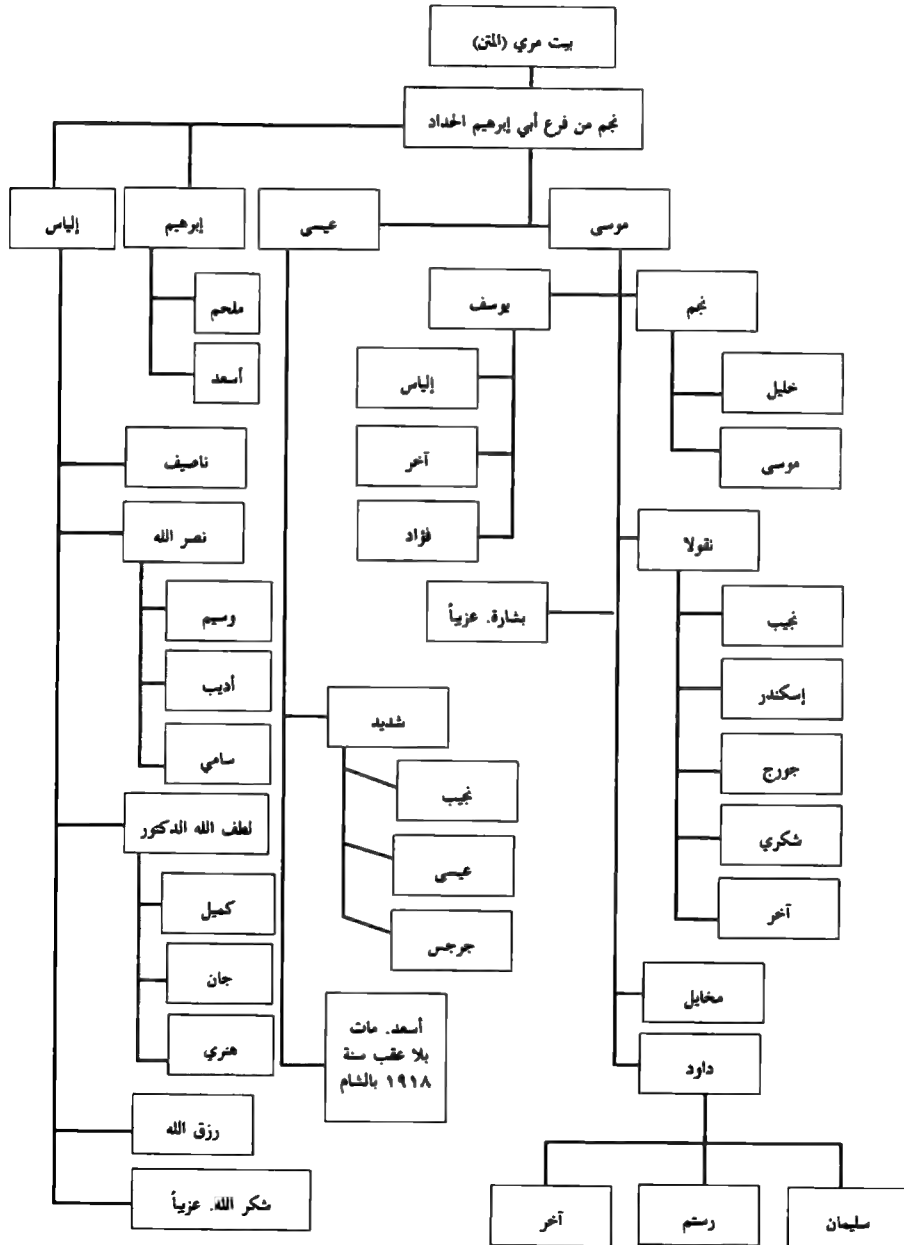 بيت مري (المتن)
نجم من فرع أبي إبرهيم الحداد
موسى
عيسى
إبرهيم
إلياس
نجم
يوسف
ملحم
أسعد
خليل
موسى
إلياس
آخر
فؤاد
ناصيف
نصر الله
نقولا
بشارة. عزيباً
وسيم
أديب
سامي
نجيب
إسكندر
جورج
شكري
آخر
شديد
نجيب
عيسى
جرجس
لطف الله الدكتور
كميل
جان
هنري
مخايل
داود
أسعد. مات
بلا عقب سنة
١٩١٨ بالشام
رزق الله
شكر الله. عزيباً
سليمان
رستم
آخر